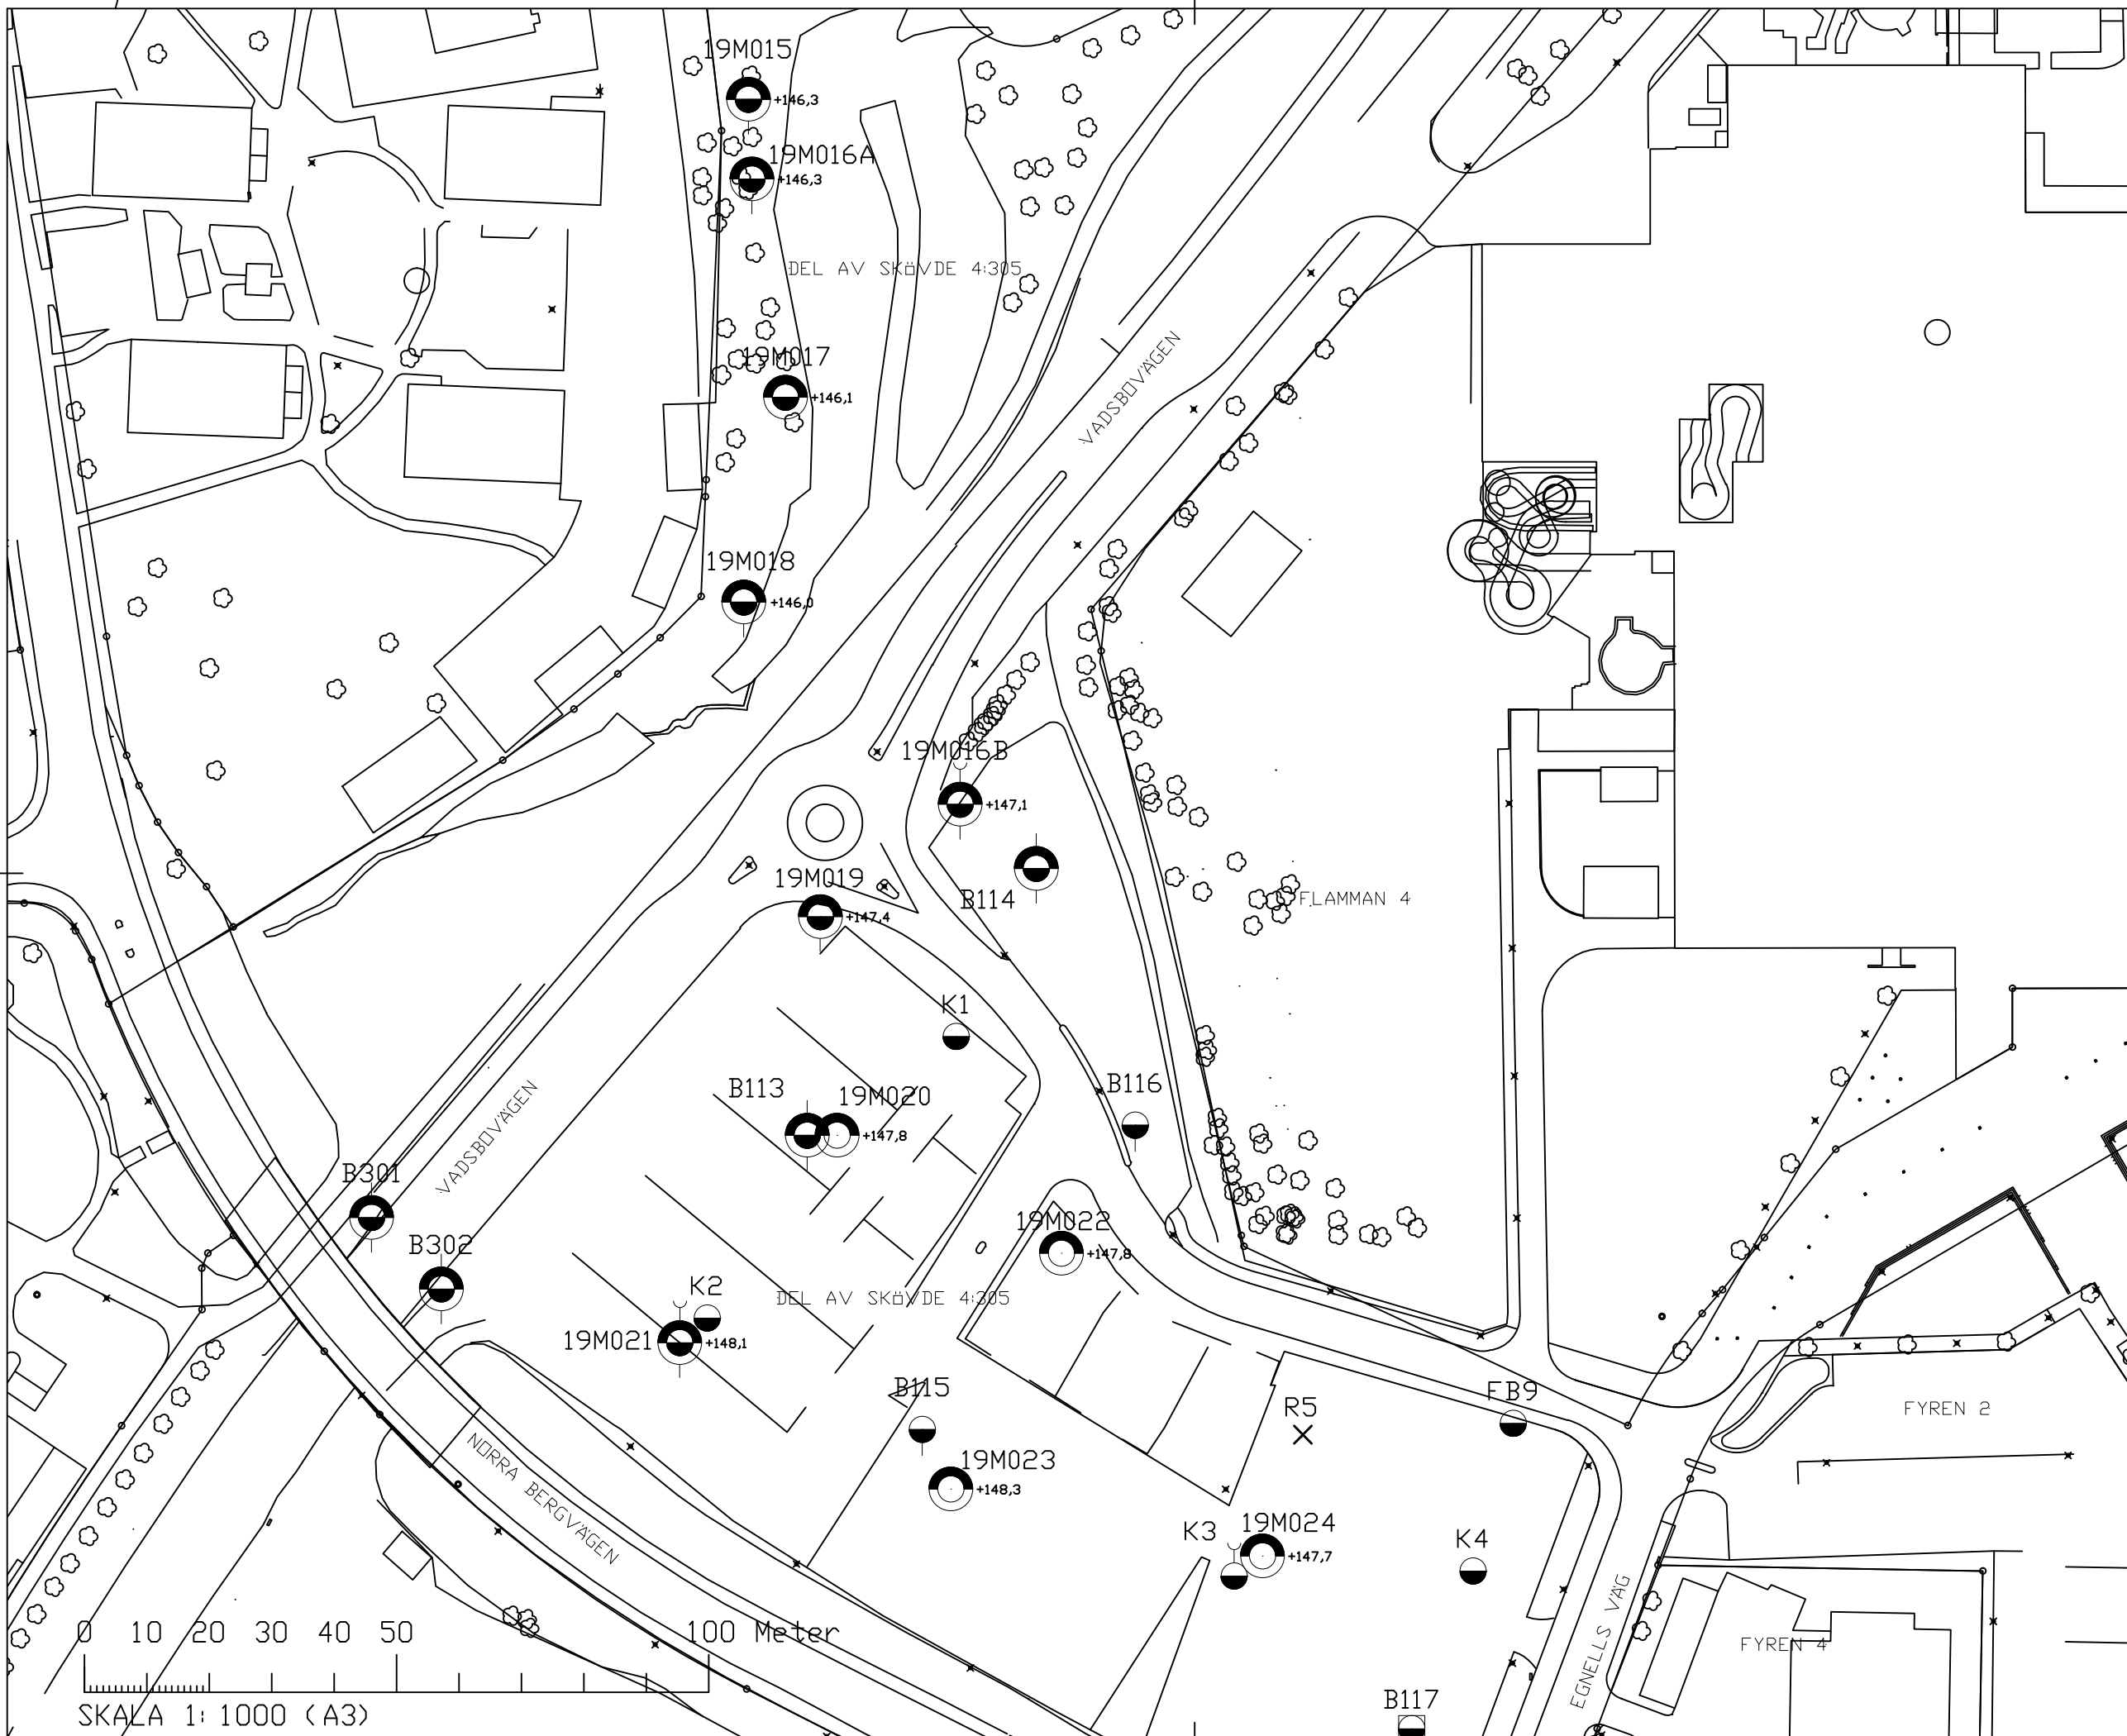 19M015
+146,3
19M016A
+146,3
DEL AV SKÖVDE 4:305
VADSBOVÄGEN
19M017
+146,1
19M018
+146,0
19M016B
+147,1
19M019
+147,4
B114
FLAMMAN 4
K1
B113
19M020
+147,8
B116
VADSBOVÄGEN
B301
B302
19M022
+147,8
K2
DEL AV SKÖVDE 4:305
19M021
+148,1
B115
FB9
R5
FYREN 2
19M023
+148,3
NORRA BERGVÄGEN
K3
19M024
+147,7
K4
EGNELLS VÄG
FYREN 4
0 10 20 30 40 50 100 Meter
SKALA 1:1000 (A3)
B117